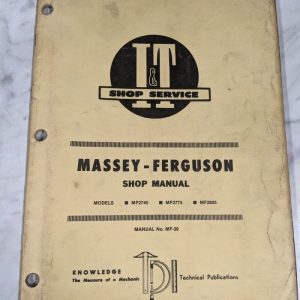 I&T
SHOP SERVICE
MASSEY-FERGUSON
SHOP MANUAL
MODELS ■ MF2745 ■ MF2775 ■ MF2805
MANUAL No. MF-39
KNOWLEDGE
The Measure of a Mechanic
Technical Publications